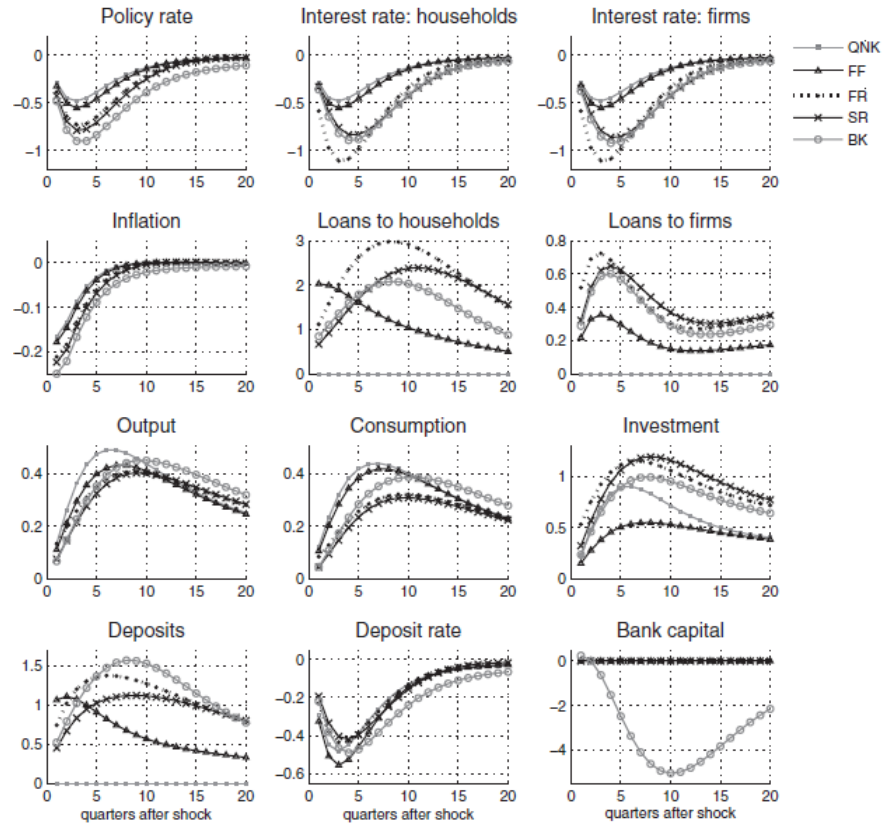 Policy rate
0
−0.5
−1
0 5 10 15 20
Interest rate: households
0
−0.5
−1
0 5 10 15 20
Interest rate: firms
0
−0.5
−1
0 5 10 15 20
QNK
FF
FR
SR
BK
Inflation
0
−0.1
−0.2
0 5 10 15 20
Loans to households
3
2
1
0
0 5 10 15 20
Loans to firms
0.8
0.6
0.4
0.2
0
0 5 10 15 20
Output
0.4
0.2
0
0 5 10 15 20
Consumption
0.4
0.2
0
0 5 10 15 20
Investment
1
0.5
0
0 5 10 15 20
Deposits
1.5
1
0.5
0
0 5 10 15 20
quarters after shock
Deposit rate
0
−0.2
−0.4
−0.6
0 5 10 15 20
quarters after shock
Bank capital
0
−2
−4
0 5 10 15 20
quarters after shock